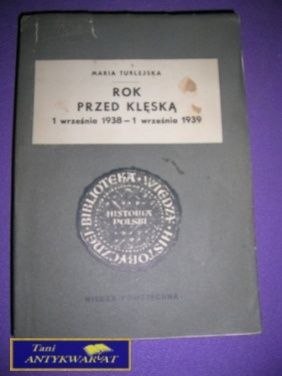 MARIA TURLEJSKA
ROK
PRZED KLĘSKĄ
1 września 1938 — 1 września 1939
BIBLIOTEKA • WIEDZY • HISTORYCZNEJ •
HISTORIA
POLSKI
WIEDZA POWSZECHNA
Tani
ANTYKWARIAT